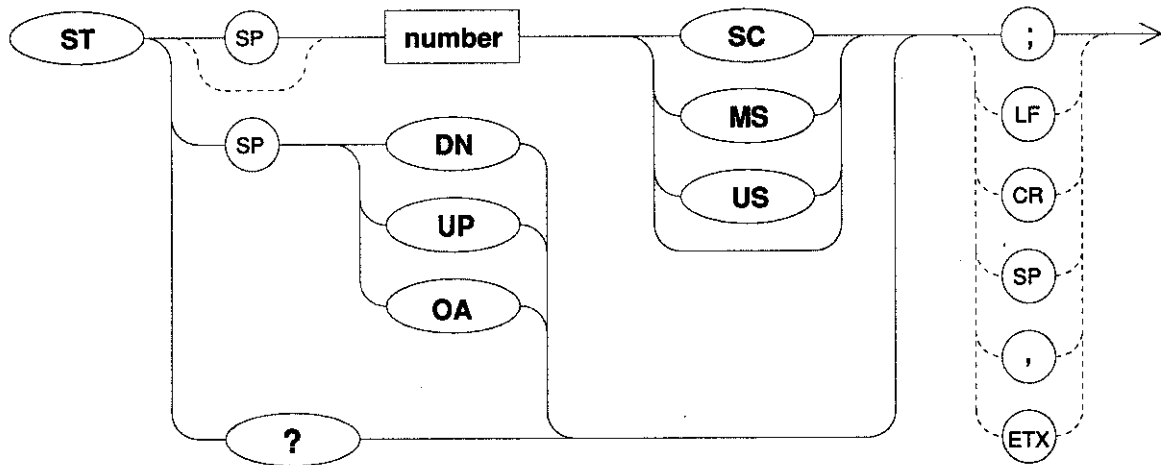 ST SP number SC ;
MS LF
SP DN US CR
UP SP
OA ,
? ETX